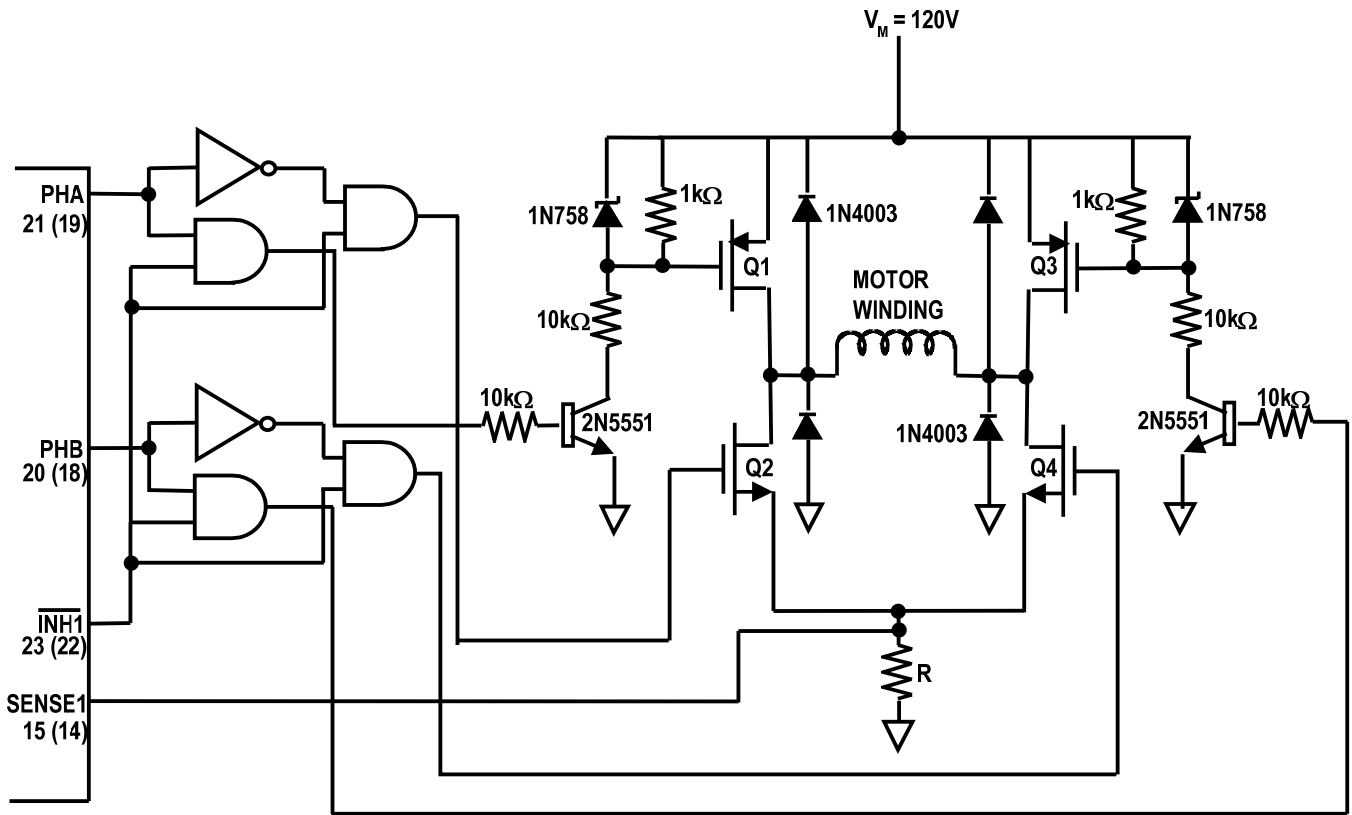 V_M = 120V
PHA
21 (19)
1N758
1kΩ
Q1
1N4003
MOTOR
WINDING
Q3
1kΩ
1N758
10kΩ
10kΩ
10kΩ
2N5551
PHB
20 (18)
Q2
1N4003
Q4
2N5551
10kΩ
INH1
23 (22)
SENSE1
15 (14)
R